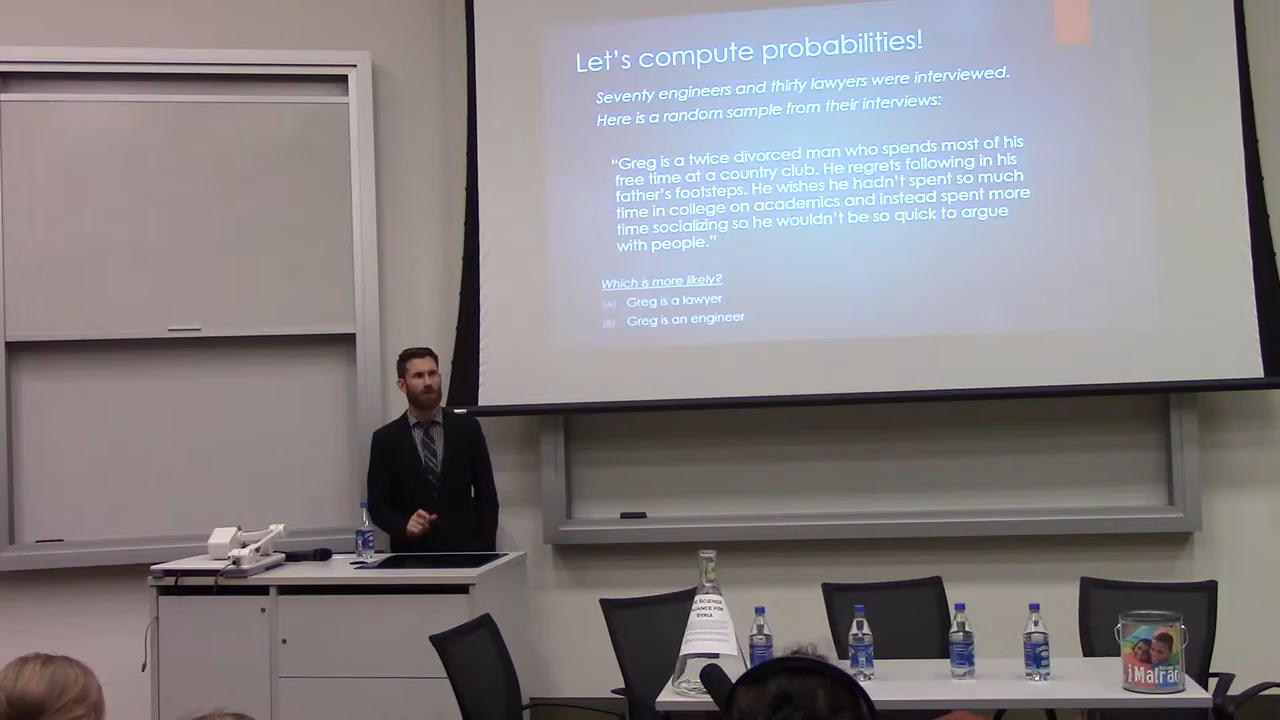 Let's compute probabilities!
Seventy engineers and thirty lawyers were interviewed.
Here is a random sample from their interviews:
"Greg is a twice divorced man who spends most of his
free time at a country club. He regrets following in his
father's footsteps. He wishes he hadn't spent so much
time in college on academics and instead spent more
time socializing so he wouldn't be so quick to argue
with people."
Which is more likely?
(A) Greg is a lawyer
(B) Greg is an engineer
SCIENCE
FOR